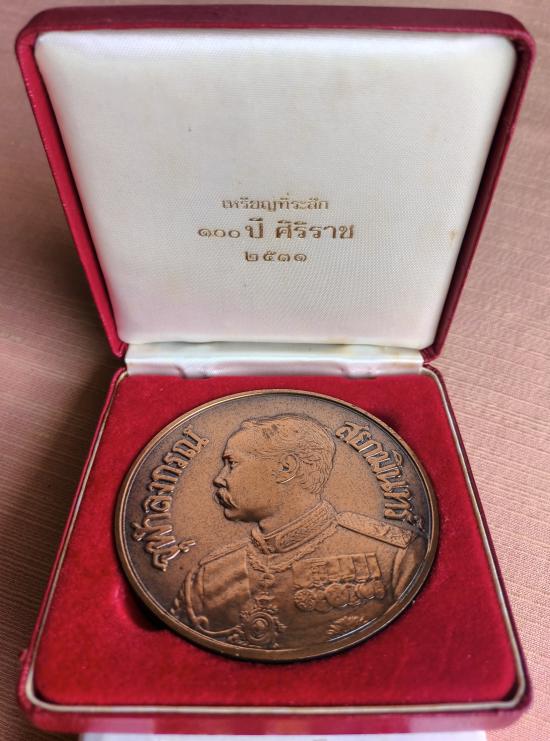 เหรียญที่ระลึก
๑๐๐ ปี ศิริราช
๒๕๓๑
จุฬาลงกรณ์ สยามินทร์